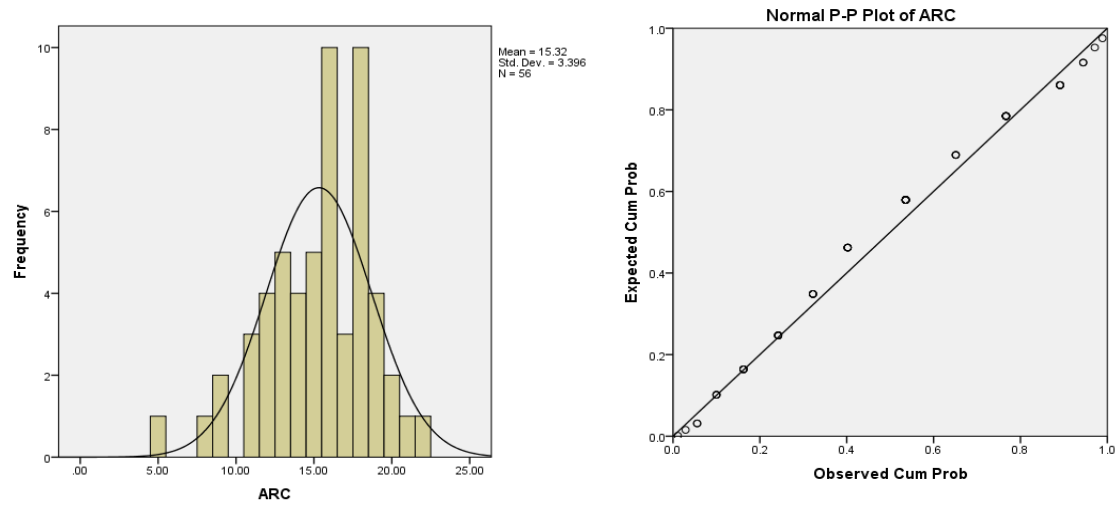 Mean = 15.32
Std. Dev. = 3.396
N = 56
10
8
6
4
2
0
Frequency
.00 5.00 10.00 15.00 20.00 25.00
ARC
Normal P-P Plot of ARC
1.0
0.8
0.6
0.4
0.2
0.0
Expected Cum Prob
0.0 0.2 0.4 0.6 0.8 1.0
Observed Cum Prob